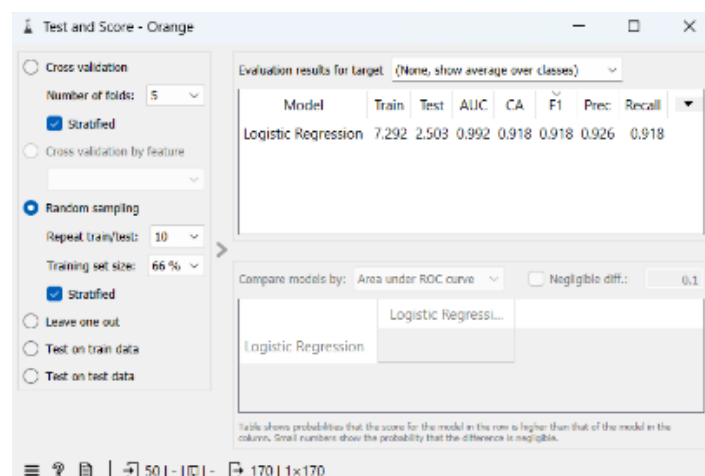 Test and Score - Orange
Cross validation
Number of folds: 5
Stratified
Cross validation by feature
Random sampling
Repeat train/test: 10
Training set size: 66 %
Stratified
Leave one out
Test on train data
Test on test data
Evaluation results for target (None, show average over classes)
Model Train Test AUC CA F1 Prec Recall
Logistic Regression 7.292 2.503 0.992 0.918 0.918 0.926 0.918
Compare models by: Area under ROC curve Negligible diff.: 0.1
Logistic Regressi...
Logistic Regression
Table shows probabilities that the score for the model in the row is higher than that of the model in the
column. Small numbers show the probability that the difference is negligible.
50 | - | - 170 | 1×170